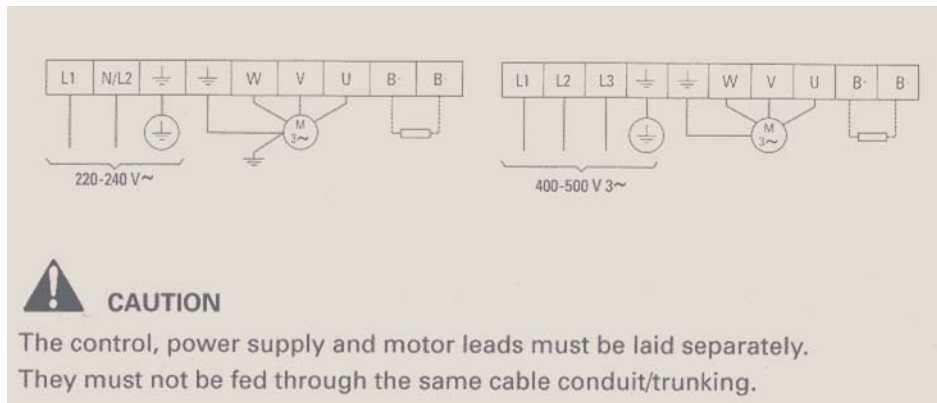 L1 N/L2 W V U B- B-
M
3~
220-240 V~
L1 L2 L3 W V U B- B-
M
3~
400-500 V 3~
CAUTION
The control, power supply and motor leads must be laid separately.
They must not be fed through the same cable conduit/trunking.